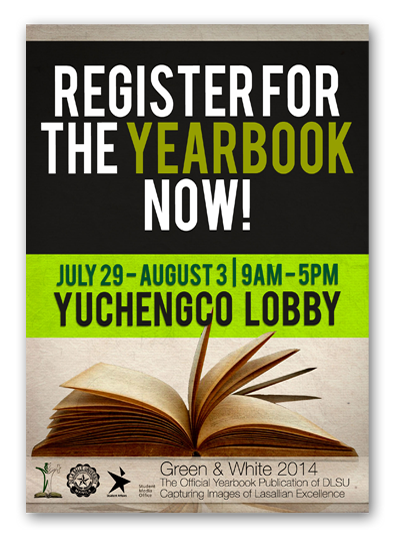 REGISTER FOR
THE YEARBOOK
NOW!
JULY 29 - AUGUST 3 | 9AM - 5PM
YUCHENGCO LOBBY
Student
Media
Office
Green & White 2014
The Official Yearbook Publication of DLSU
Capturing Images of Lasallian Excellence